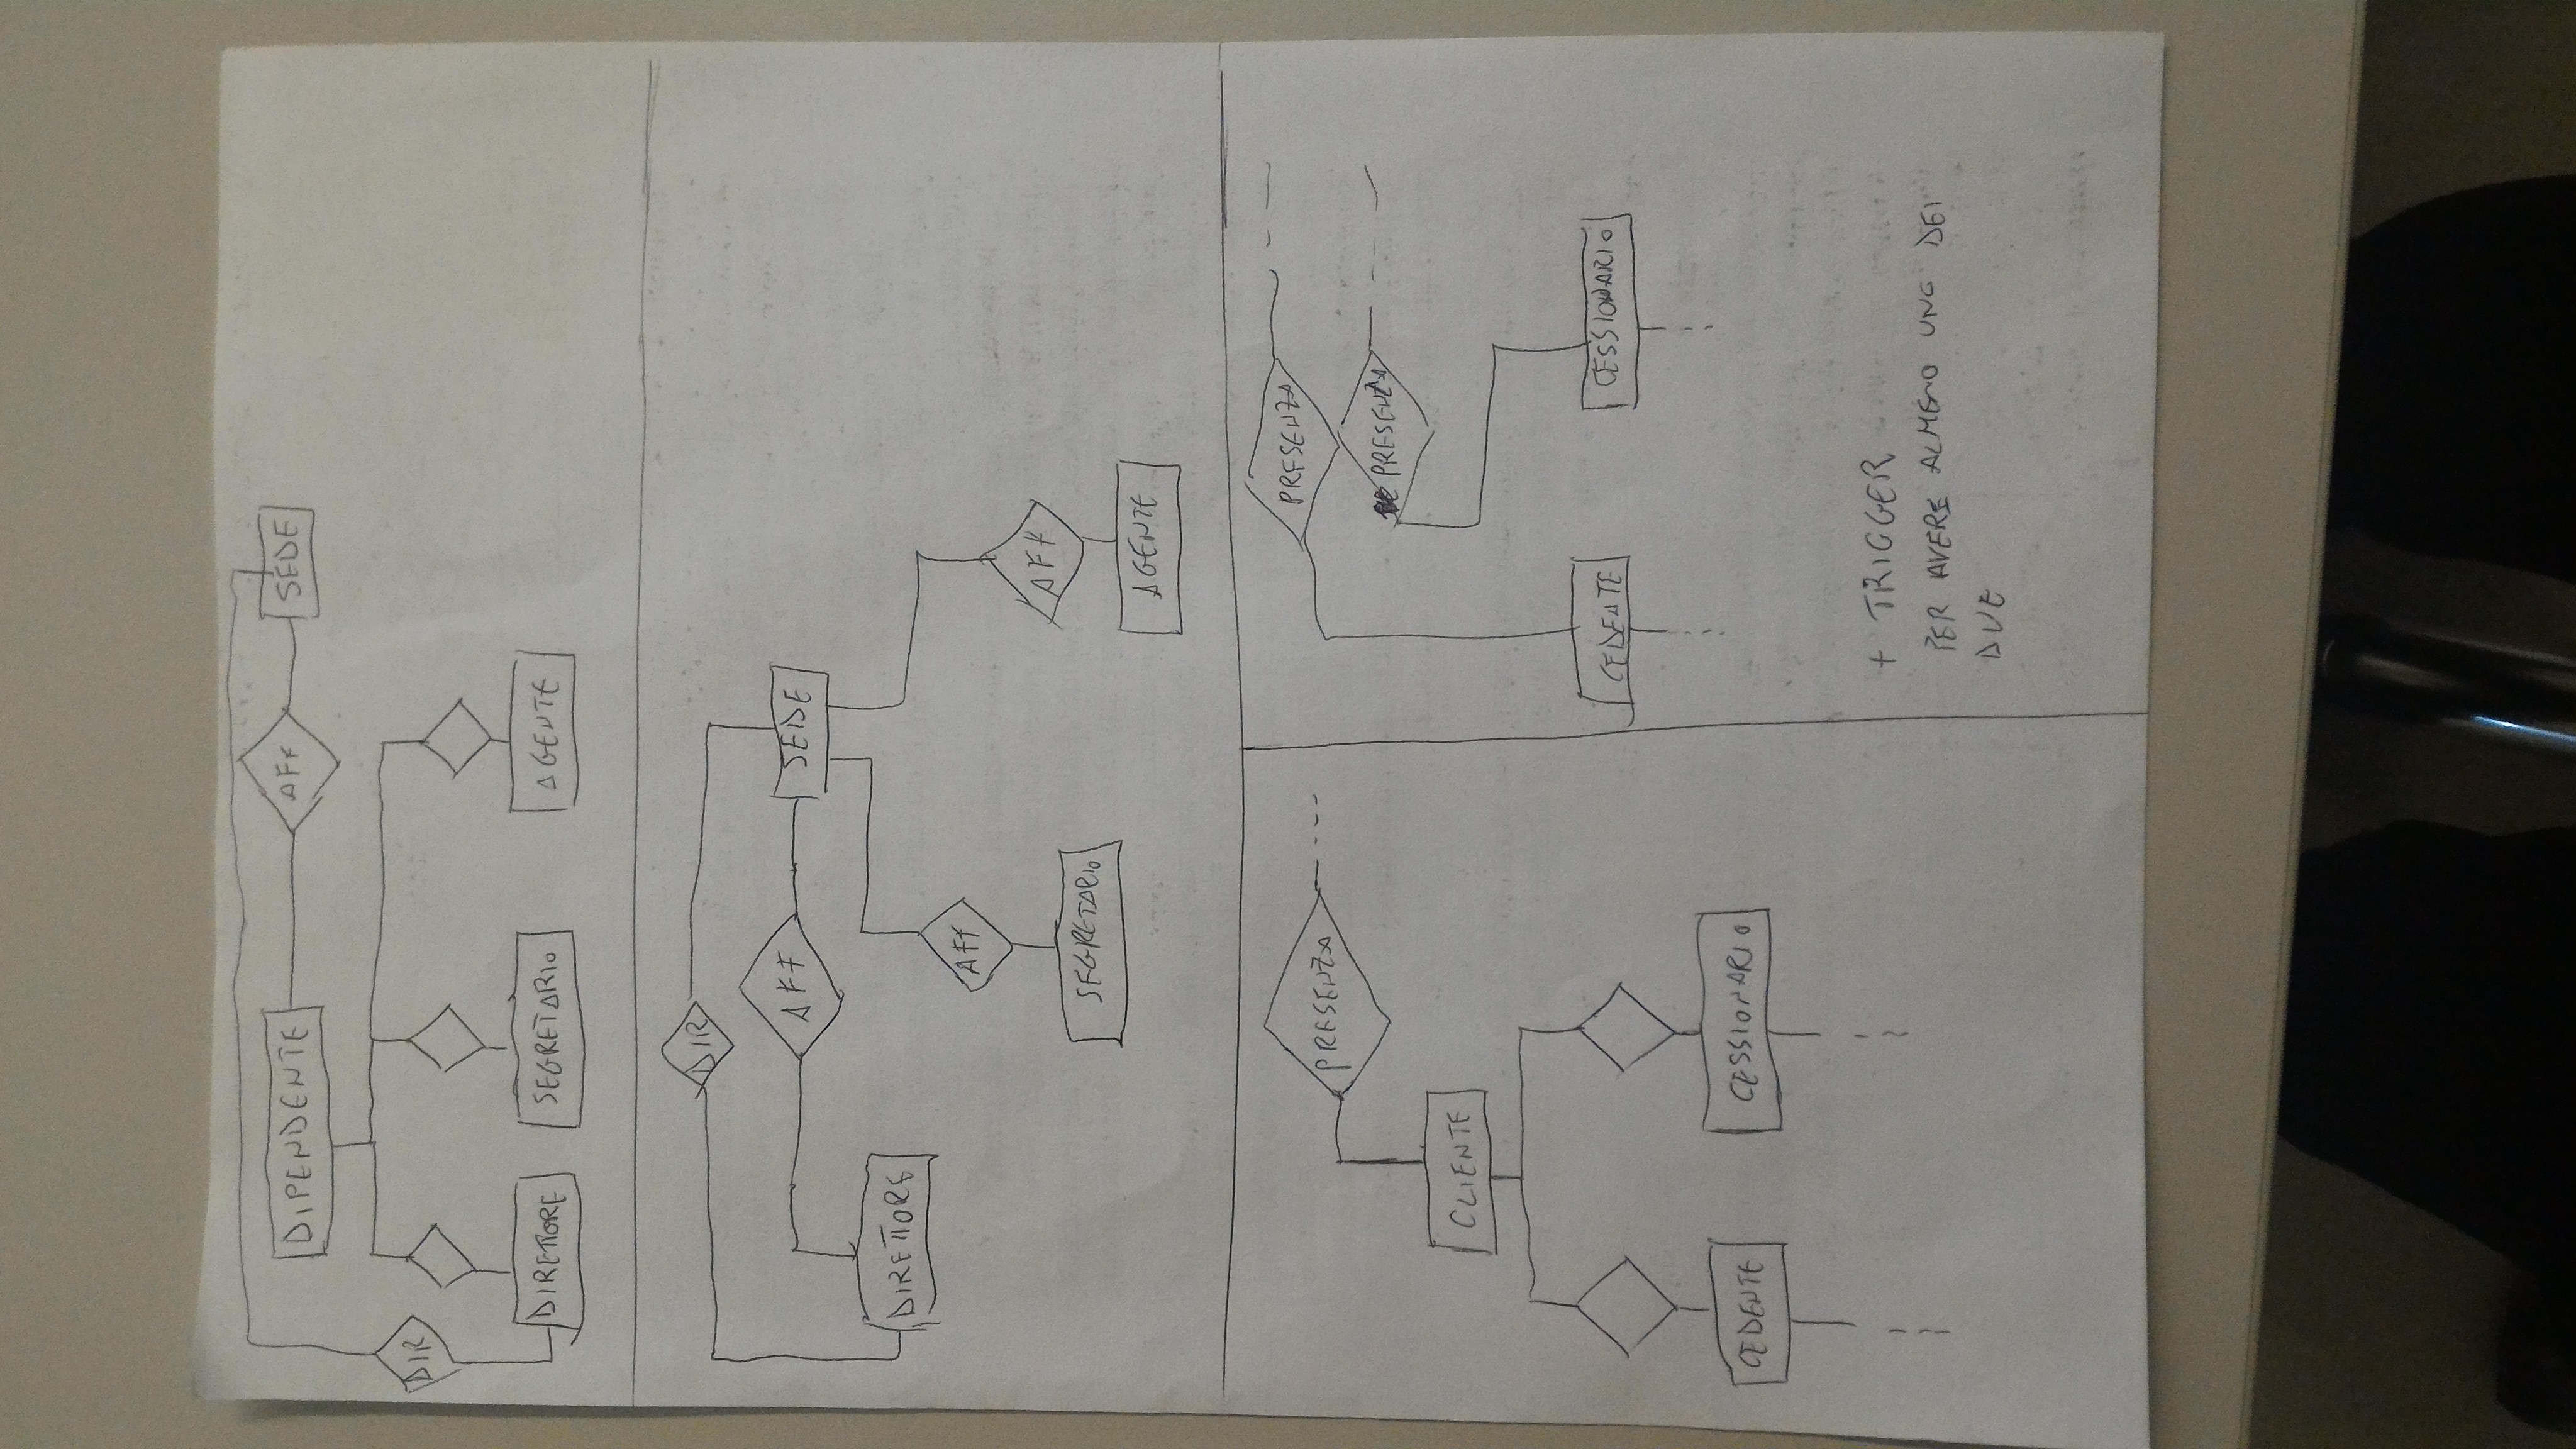 DIPENDENTE
AFF
SEDE
DIR
DIRETTORE
SEGRETARIO
AGENTE
DIR
AFF
SEDE
DIRETTORE
AFF
AFF
SEGRETARIO
AGENTE
PRESENZA
CLIENTE
CEDENTE
CESSIONARIO
PRESENZA
PRESENZA
CEDENTE
CESSIONARIO
+ TRIGGER
PER AVERE ALMENO UNO DEI
DUE